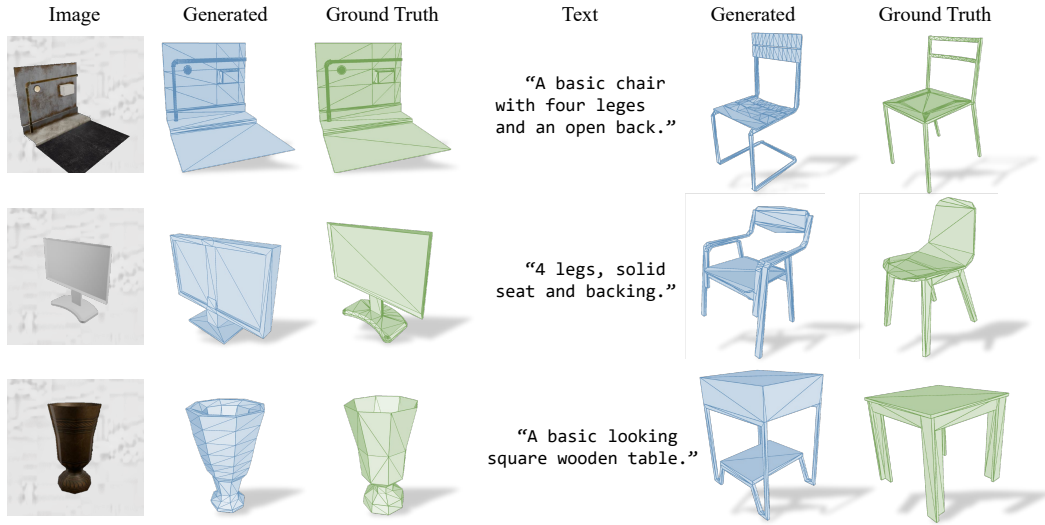 Image Generated Ground Truth Text Generated Ground Truth
“A basic chair
with four leges
and an open back.”
“4 legs, solid
seat and backing.”
“A basic looking
square wooden table.”